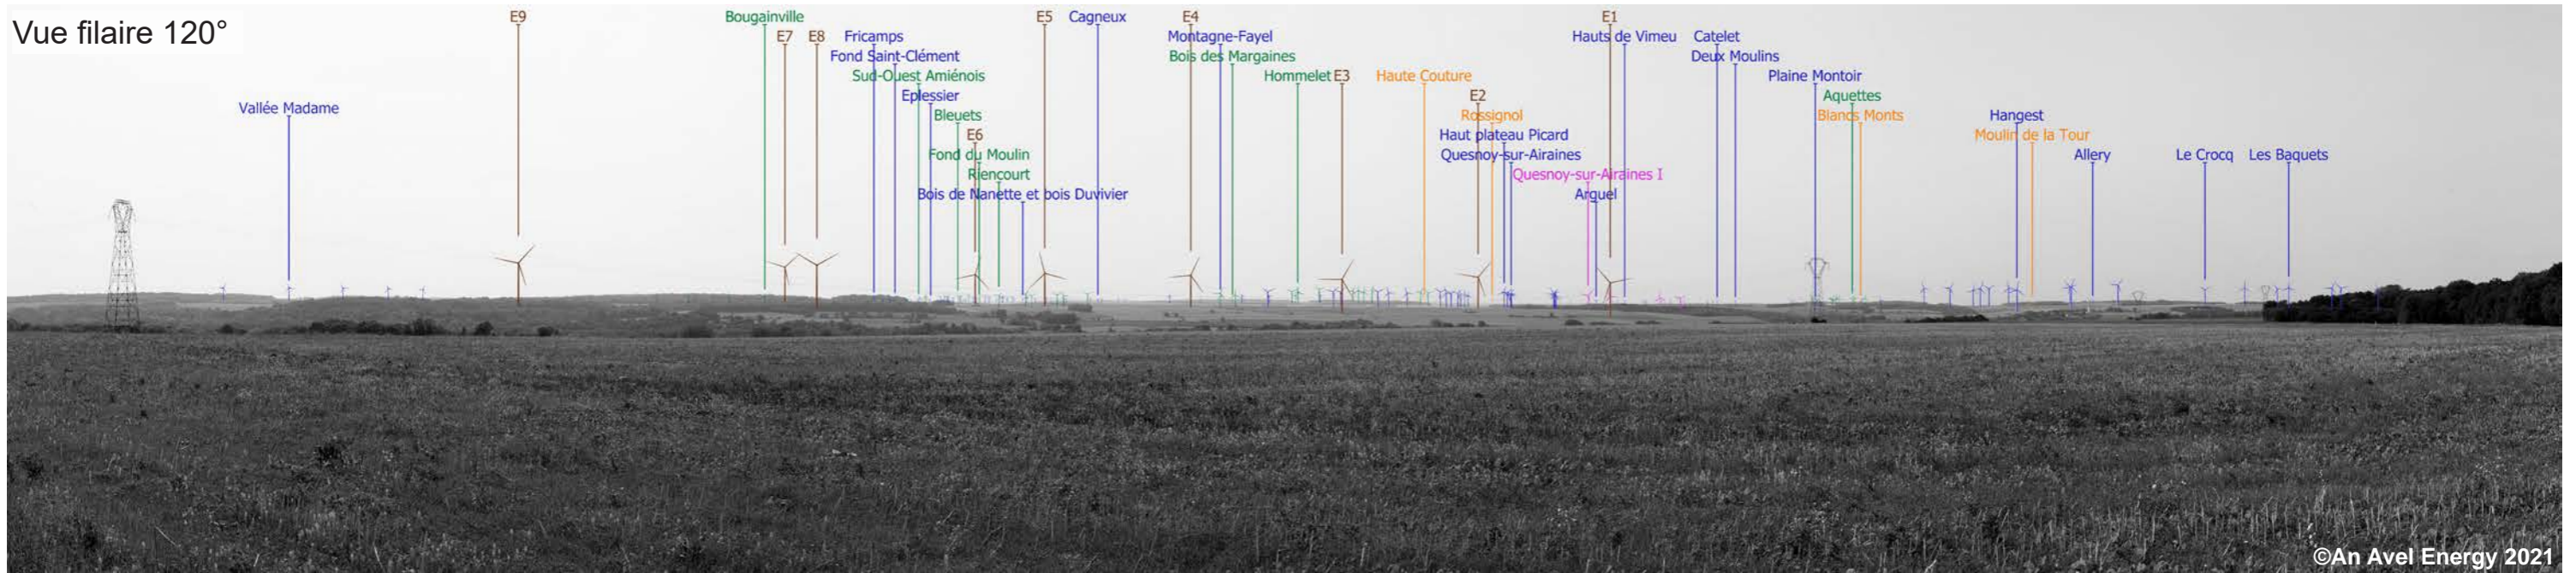 Vue filaire 120°
E9
Bougainville
E5
Cagneux
E4
E1
E7
E8
Fricamps
Montagne-Fayel
Hauts de Vimeu
Catelet
Fond Saint-Clément
Bois des Margaines
Deux Moulins
Sud-Ouest Amiénois
Hommelet
E3
Haute Couture
Plaine Montoir
Eplessier
E2
Aquettes
Vallée Madame
Bleuets
Rossignol
Blancs Monts
Hangest
E6
Haut plateau Picard
Moulin de la Tour
Fond du Moulin
Quesnoy-sur-Airaines
Allery
Le Crocq
Les Baquets
Riencourt
Quesnoy-sur-Airaines I
Bois de Nanette et bois Duvivier
Arguel
©An Avel Energy 2021